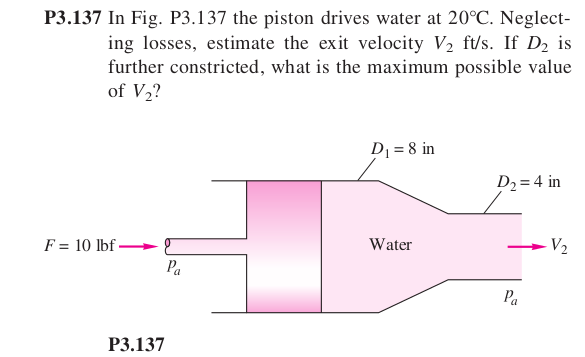 P3.137 In Fig. P3.137 the piston drives water at 20°C. Neglect-
ing losses, estimate the exit velocity V₂ ft/s. If D₂ is
further constricted, what is the maximum possible value
of V₂?
D₁ = 8 in
D₂ = 4 in
F = 10 lbf
Water
V₂
pₐ
pₐ
P3.137